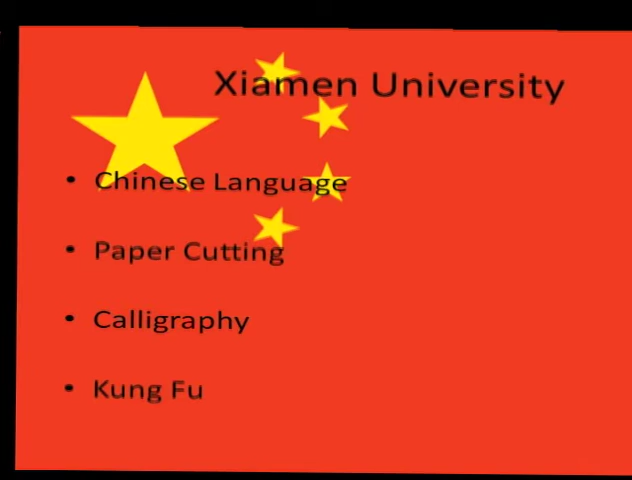 Xiamen University
• Chinese Language
• Paper Cutting
• Calligraphy
• Kung Fu